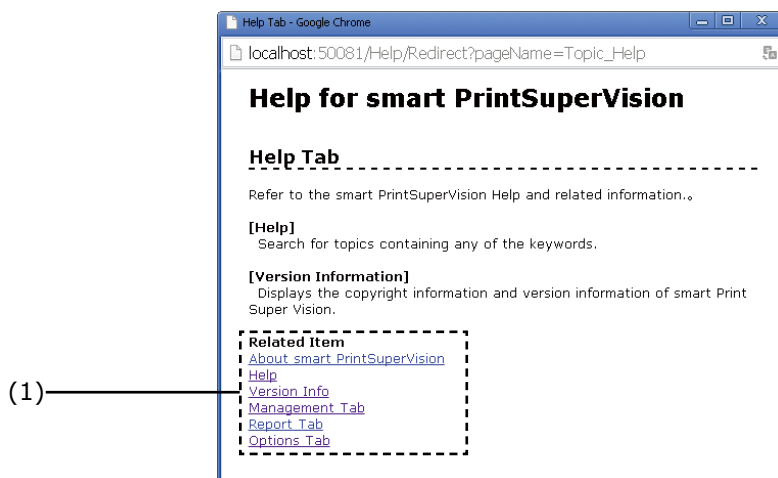 Help Tab - Google Chrome
localhost:50081/Help/Redirect?pageName=Topic_Help
Help for smart PrintSuperVision
Help Tab
Refer to the smart PrintSuperVision Help and related information.。
[Help]
Search for topics containing any of the keywords.
[Version Information]
Displays the copyright information and version information of smart Print
Super Vision.
Related Item
About smart PrintSuperVision
Help
(1)
Version Info
Management Tab
Report Tab
Options Tab